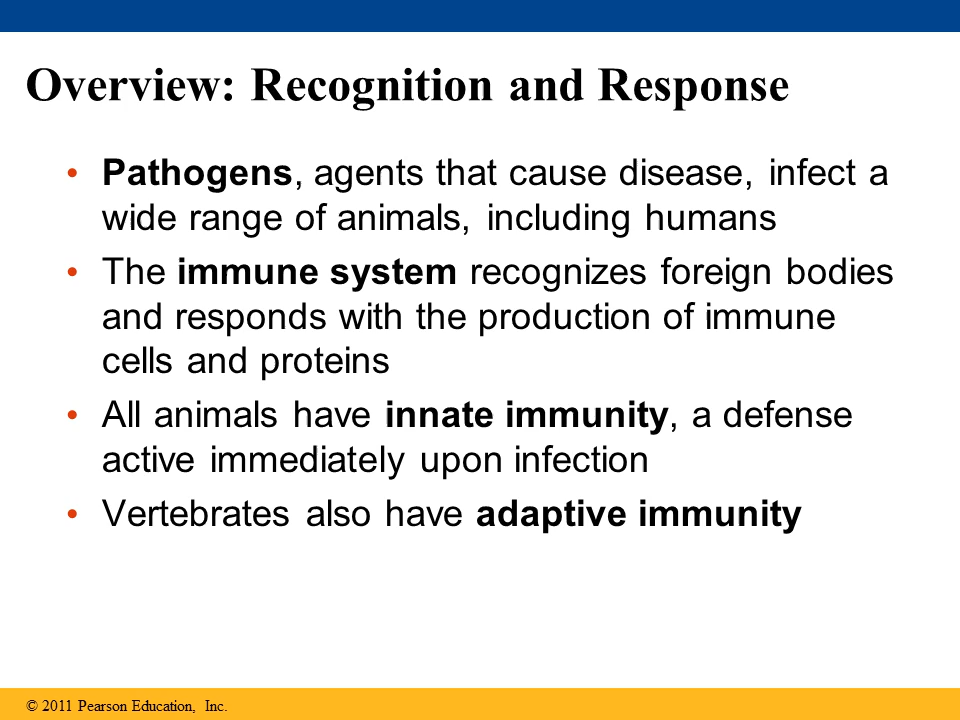 Overview: Recognition and Response
• Pathogens, agents that cause disease, infect a
wide range of animals, including humans
• The immune system recognizes foreign bodies
and responds with the production of immune
cells and proteins
• All animals have innate immunity, a defense
active immediately upon infection
• Vertebrates also have adaptive immunity
© 2011 Pearson Education, Inc.